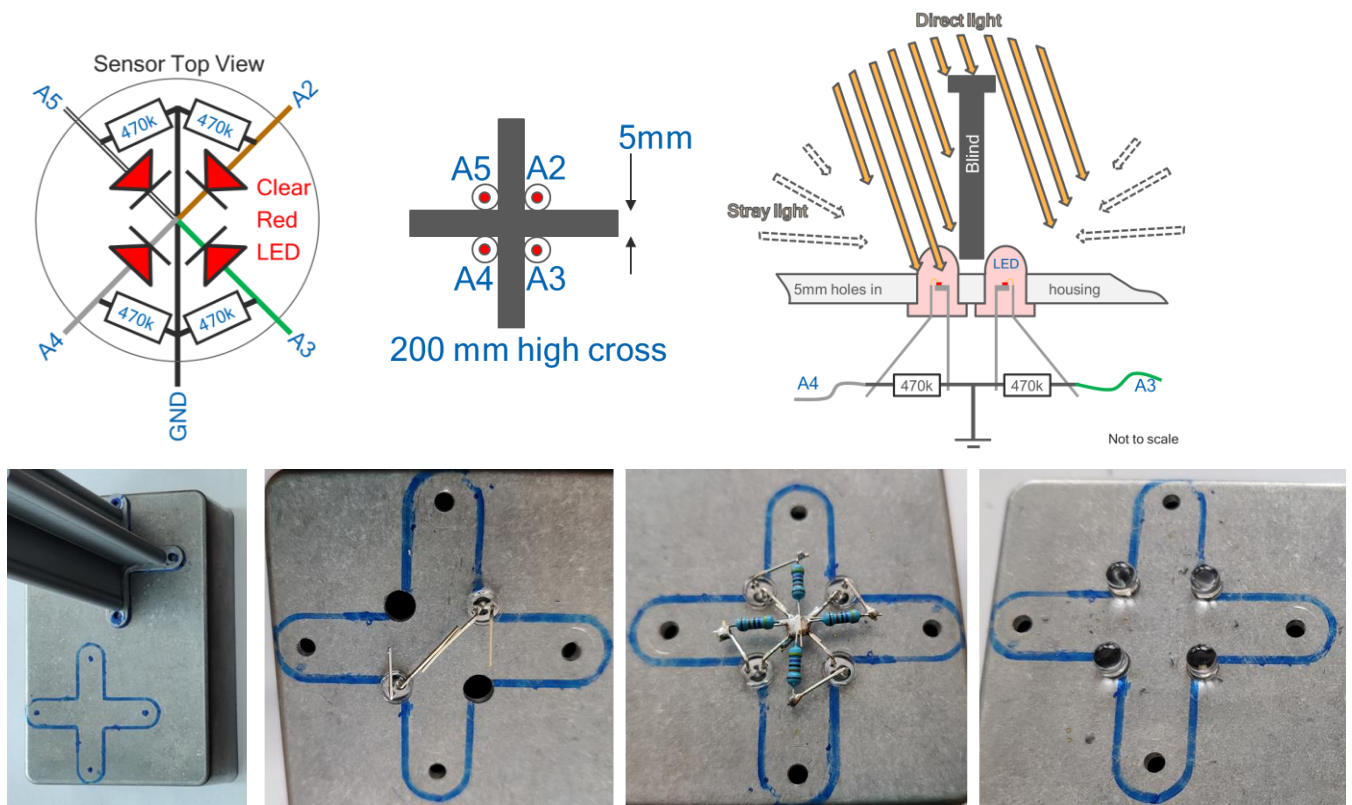 Sensor Top View
A5
A2
470k
470k
Clear
Red
LED
470k
470k
A4
A3
GND
5mm
A5
A2
A4
A3
200 mm high cross
Direct light
Blind
Stray light
LED
5mm holes in
housing
A4
470k
470k
A3
Not to scale